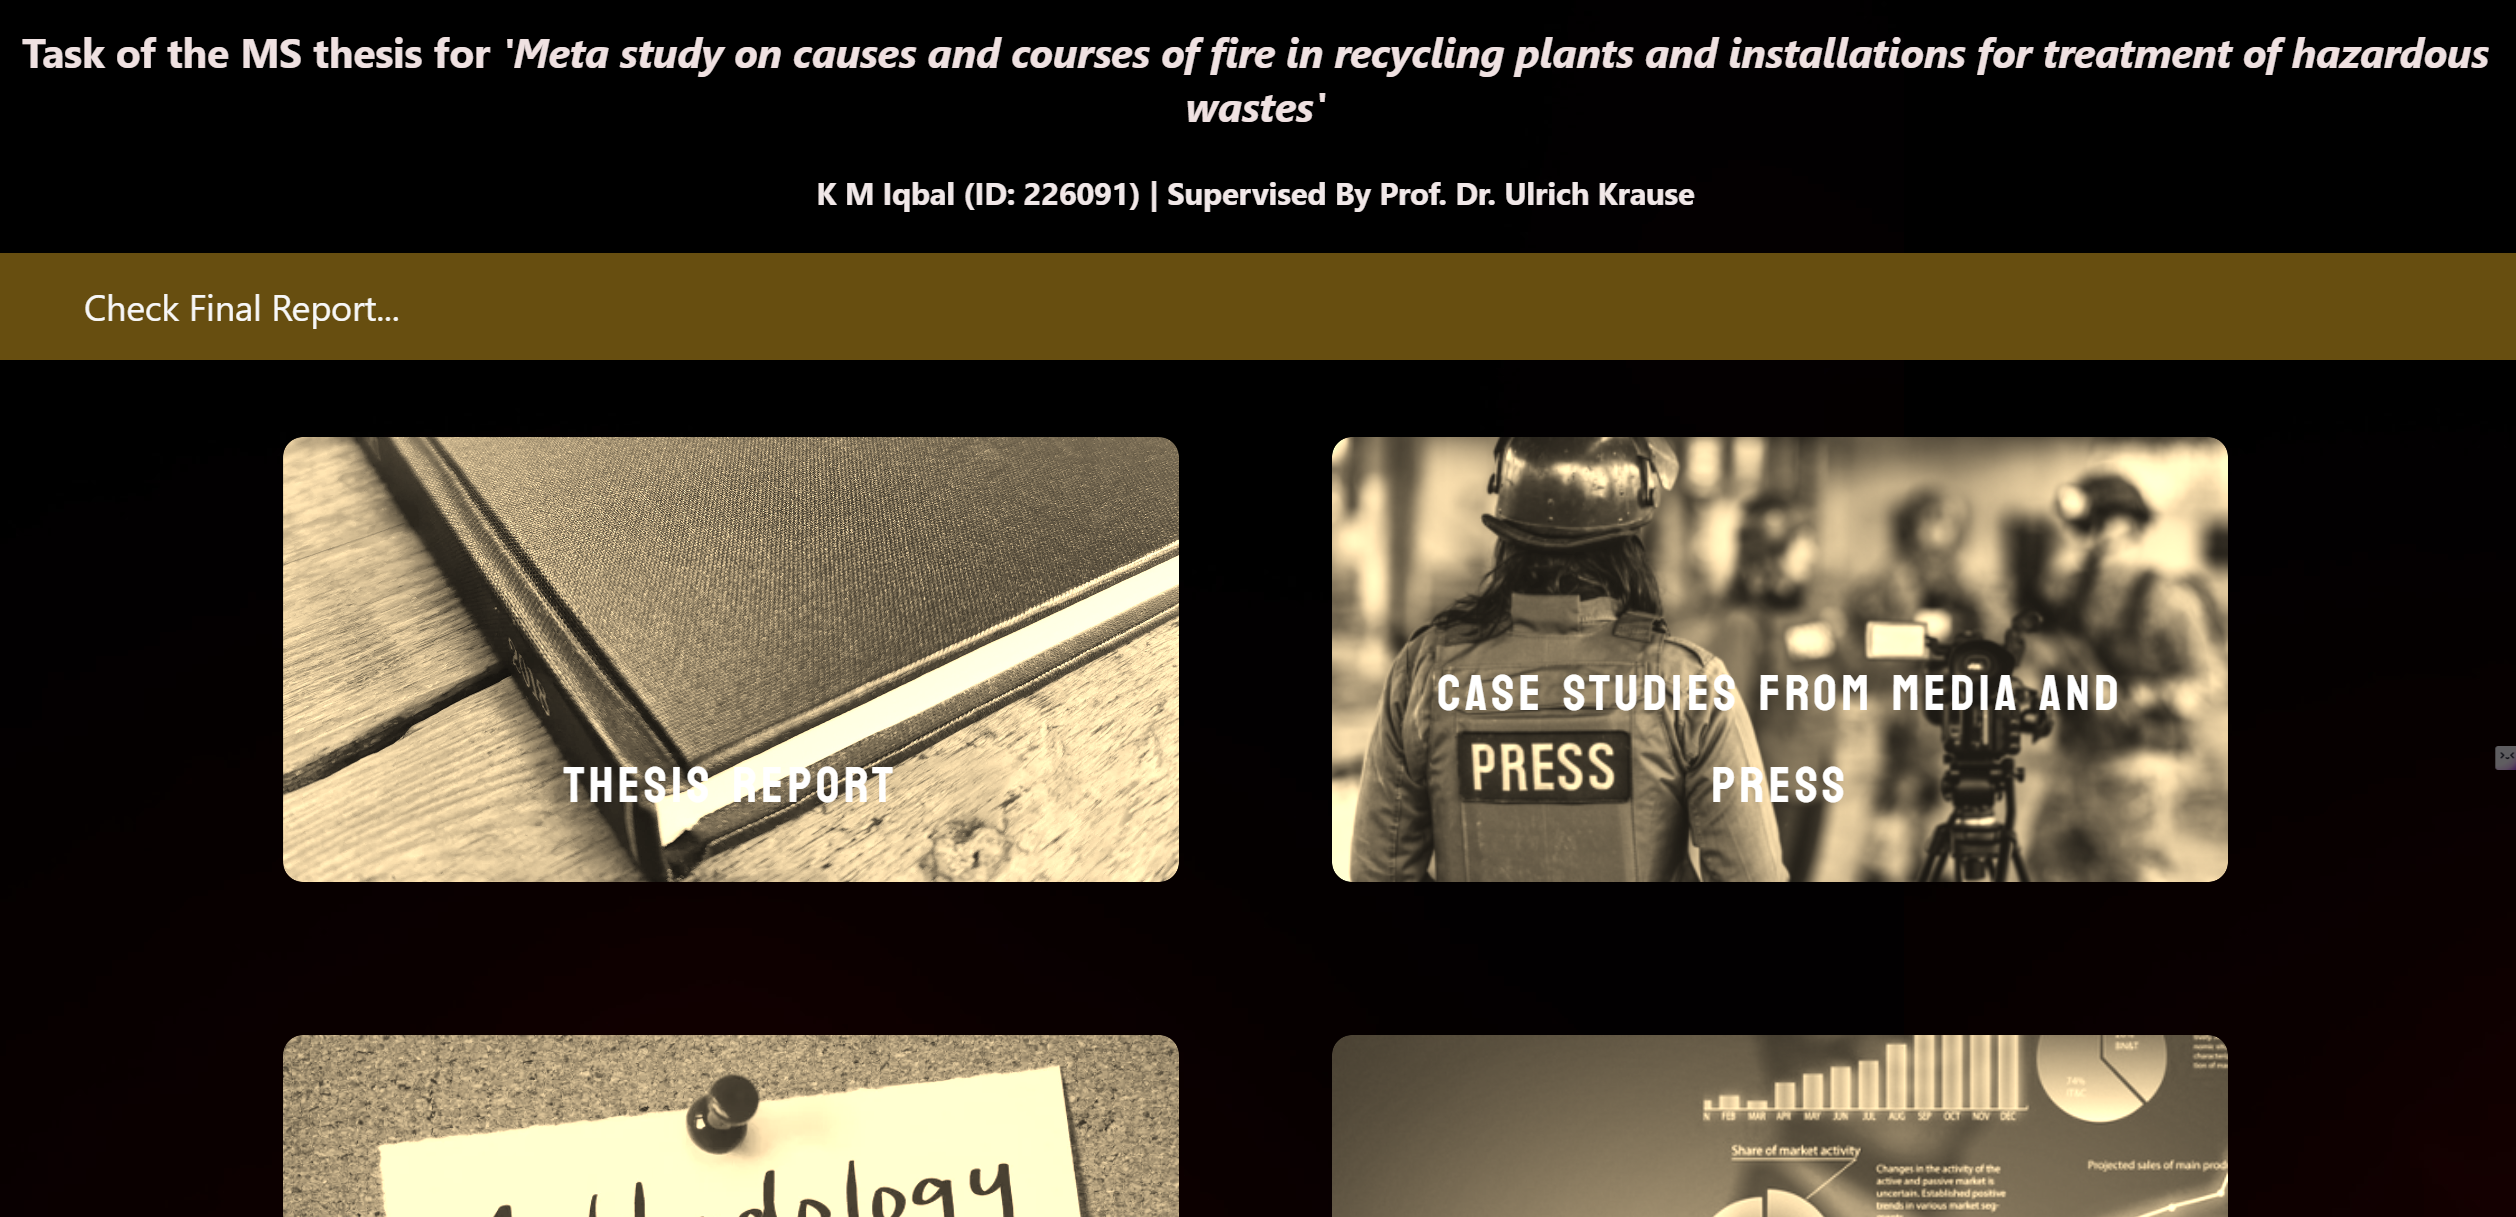 Task of the MS thesis for 'Meta study on causes and courses of fire in recycling plants and installations for treatment of hazardous
wastes'
K M Iqbal (ID: 226091) | Supervised By Prof. Dr. Ulrich Krause
Check Final Report...
2018
THESIS REPORT
CASE STUDIES FROM MEDIA AND
PRESS
PRESS
FEB MAR APR MAY JUN JUL AUG SEP OCT NOV DEC
74%
Share of market activity
Changes in the activity of the
active and passive market is
uncertain. Established positive
trends in various market seg-
Projected sales of main